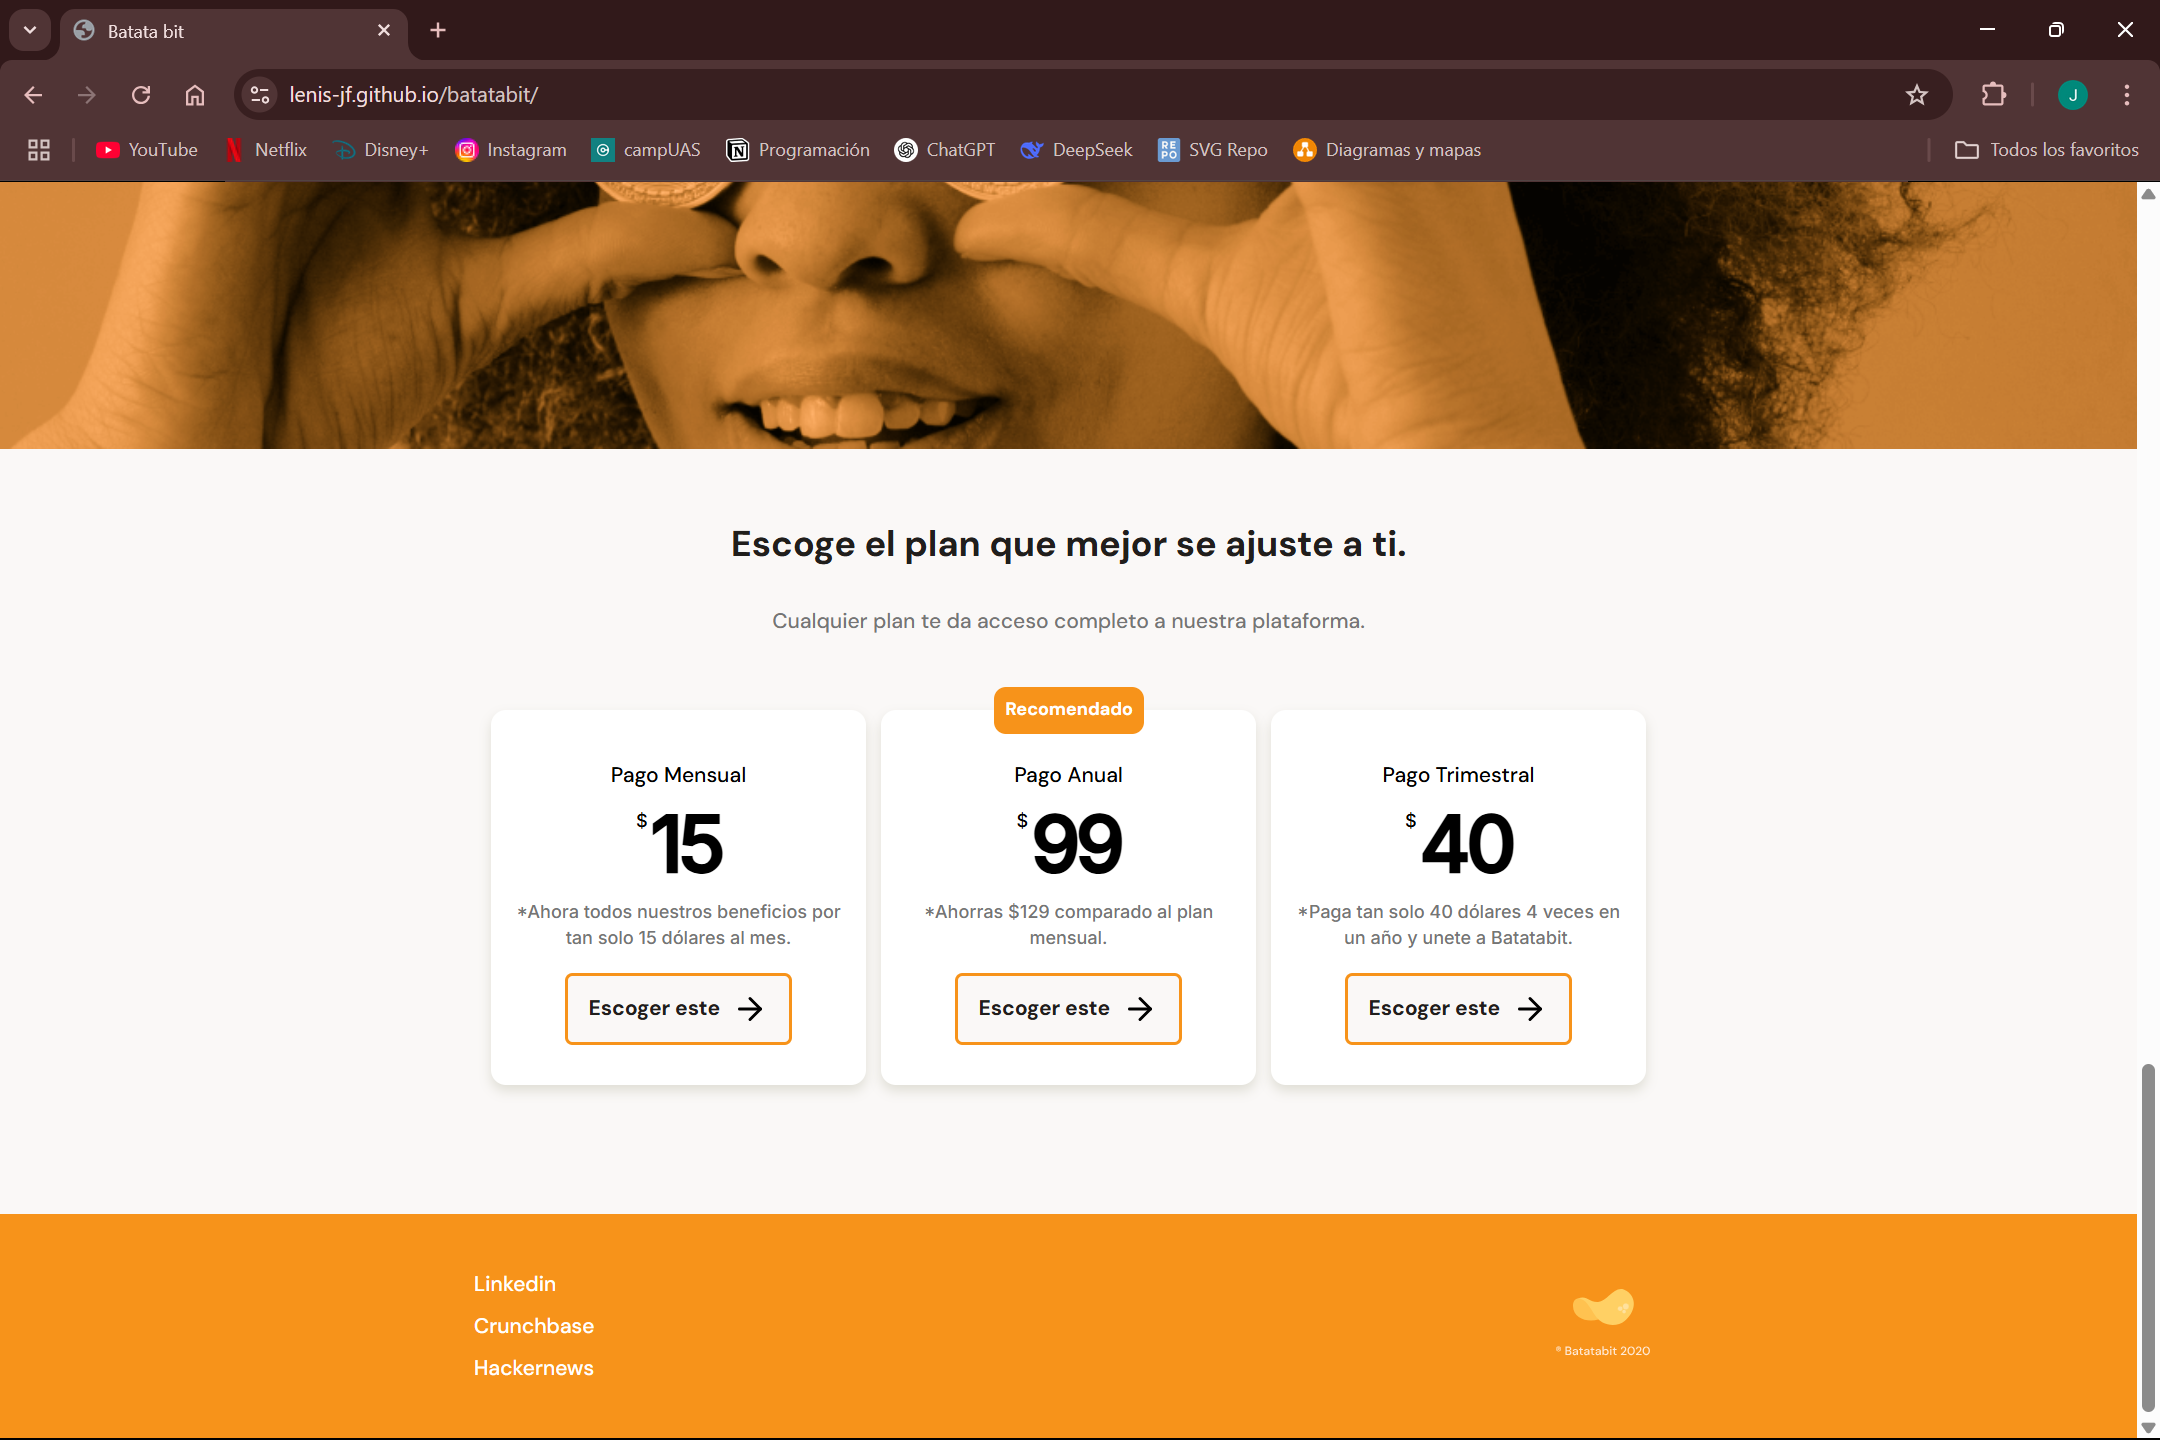 Batata bit
lenis-jf.github.io/batatabit/
J
YouTube
Netflix
Disney+
Instagram
campUAS
Programación
ChatGPT
DeepSeek
SVG Repo
Diagramas y mapas
Todos los favoritos
Escoge el plan que mejor se ajuste a ti.
Cualquier plan te da acceso completo a nuestra plataforma.
Pago Mensual
$15
*Ahora todos nuestros beneficios por
tan solo 15 dólares al mes.
Escoger este
Recomendado
Pago Anual
$99
*Ahorras $129 comparado al plan
mensual.
Escoger este
Pago Trimestral
$40
*Paga tan solo 40 dólares 4 veces en
un año y unete a Batatabit.
Escoger este
Linkedin
Crunchbase
Hackernews
® Batatabit 2020